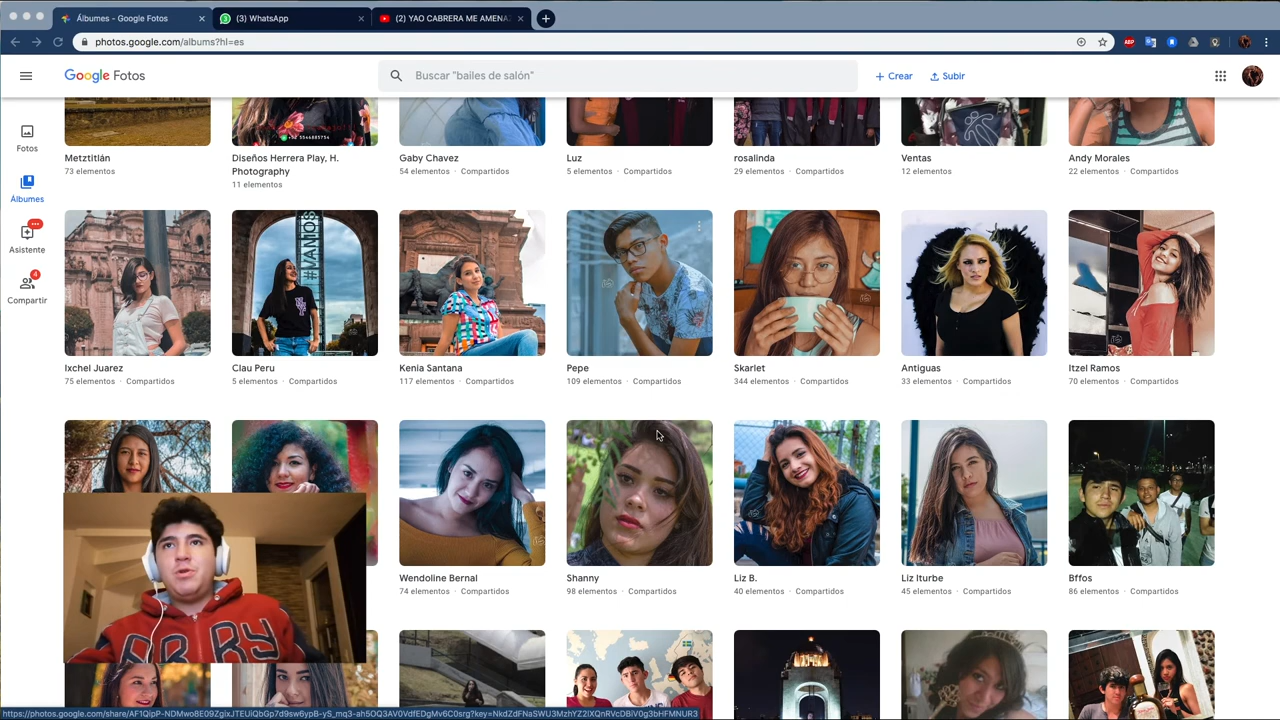 Álbumes - Google Fotos
(3) WhatsApp
(2) YAO CABRERA ME AMENAZ
photos.google.com/albums?hl=es
ABP
Google Fotos
Buscar "bailes de salón"
Crear
Subir
Fotos
Álbumes
Asistente
4
Compartir
+52 5546885754
Metztitlán
73 elementos
Diseños Herrera Play, H.
Photography
11 elementos
Gaby Chavez
54 elementos · Compartidos
Luz
5 elementos · Compartidos
rosalinda
29 elementos · Compartidos
Ventas
12 elementos
Andy Morales
22 elementos · Compartidos
Ixchel Juarez
75 elementos · Compartidos
Clau Peru
5 elementos · Compartidos
Kenia Santana
117 elementos · Compartidos
Pepe
109 elementos · Compartidos
Skarlet
344 elementos · Compartidos
Antiguas
33 elementos · Compartidos
Itzel Ramos
70 elementos · Compartidos
Wendoline Bernal
74 elementos · Compartidos
Shanny
98 elementos · Compartidos
Liz B.
40 elementos · Compartidos
Liz Iturbe
45 elementos · Compartidos
Bffos
86 elementos · Compartidos